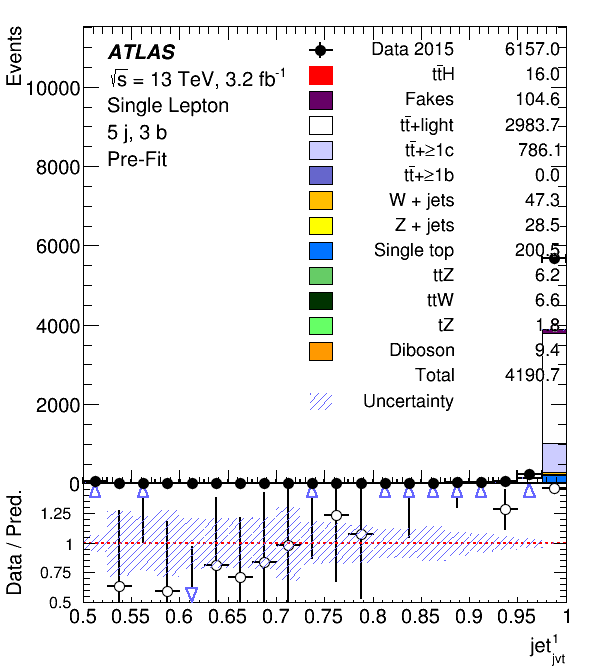 Events
ATLAS
√s = 13 TeV, 3.2 fb⁻¹
Single Lepton
5 j, 3 b
Pre-Fit
Data 2015 6157.0
tt̄H 16.0
Fakes 104.6
tt̄+light 2983.7
tt̄+≥1c 786.1
tt̄+≥1b 0.0
W + jets 47.3
Z + jets 28.5
Single top 200.5
ttZ 6.2
ttW 6.6
tZ 1.8
Diboson 9.4
Total 4190.7
Uncertainty
10000
8000
6000
4000
2000
0
Data / Pred.
1.25
1
0.75
0.5
0.5 0.55 0.6 0.65 0.7 0.75 0.8 0.85 0.9 0.95 1
jet¹jvt